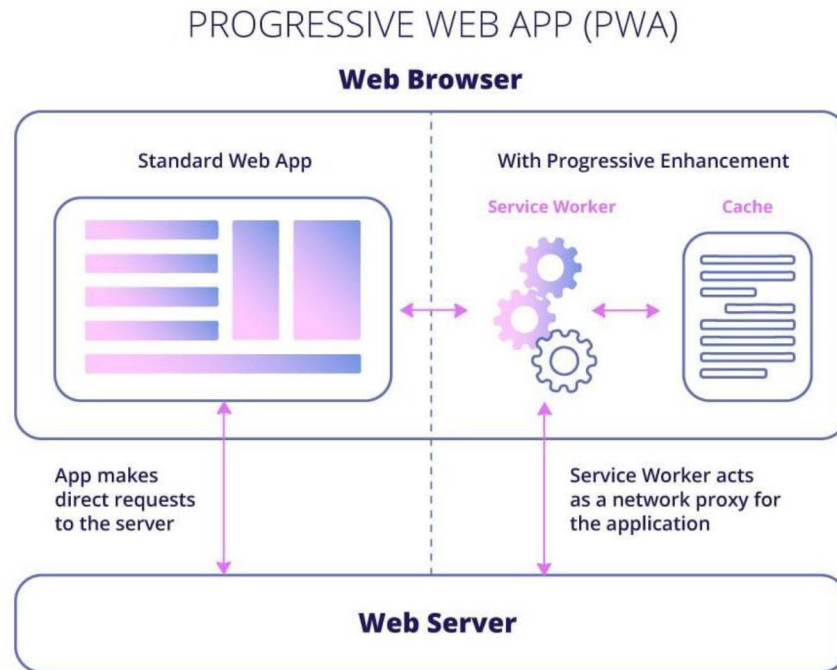 PROGRESSIVE WEB APP (PWA)
Web Browser
Standard Web App
With Progressive Enhancement
Service Worker
Cache
App makes
direct requests
to the server
Service Worker acts
as a network proxy for
the application
Web Server